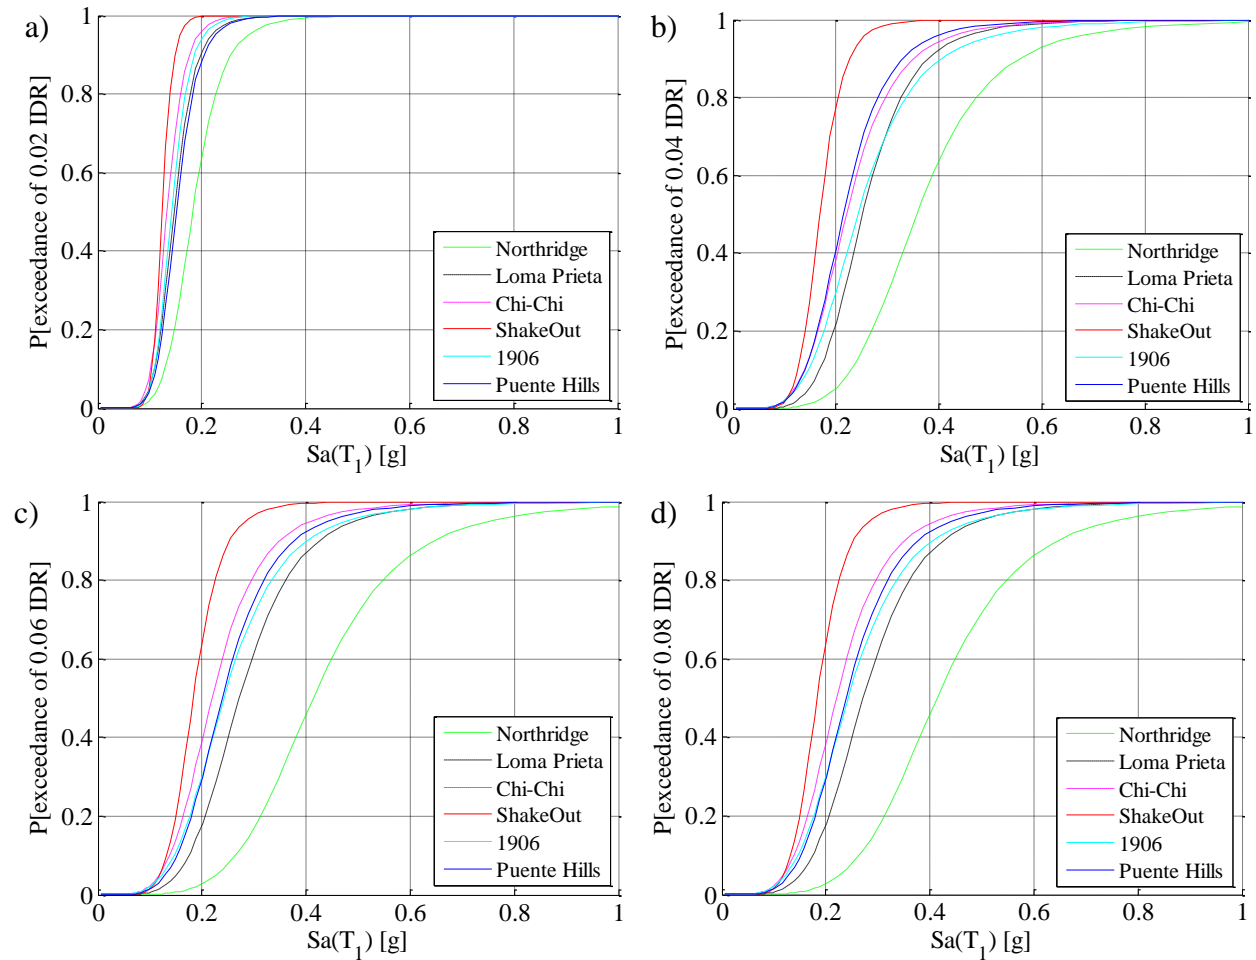 a)
P[exceedance of 0.02 IDR]
1
0.8
0.6
0.4
0.2
0
0 0.2 0.4 0.6 0.8 1
Sa(T1) [g]
Northridge
Loma Prieta
Chi-Chi
ShakeOut
1906
Puente Hills
b)
P[exceedance of 0.04 IDR]
1
0.8
0.6
0.4
0.2
0
0 0.2 0.4 0.6 0.8 1
Sa(T1) [g]
Northridge
Loma Prieta
Chi-Chi
ShakeOut
1906
Puente Hills
c)
P[exceedance of 0.06 IDR]
1
0.8
0.6
0.4
0.2
0
0 0.2 0.4 0.6 0.8 1
Sa(T1) [g]
Northridge
Loma Prieta
Chi-Chi
ShakeOut
1906
Puente Hills
d)
P[exceedance of 0.08 IDR]
1
0.8
0.6
0.4
0.2
0
0 0.2 0.4 0.6 0.8 1
Sa(T1) [g]
Northridge
Loma Prieta
Chi-Chi
ShakeOut
1906
Puente Hills